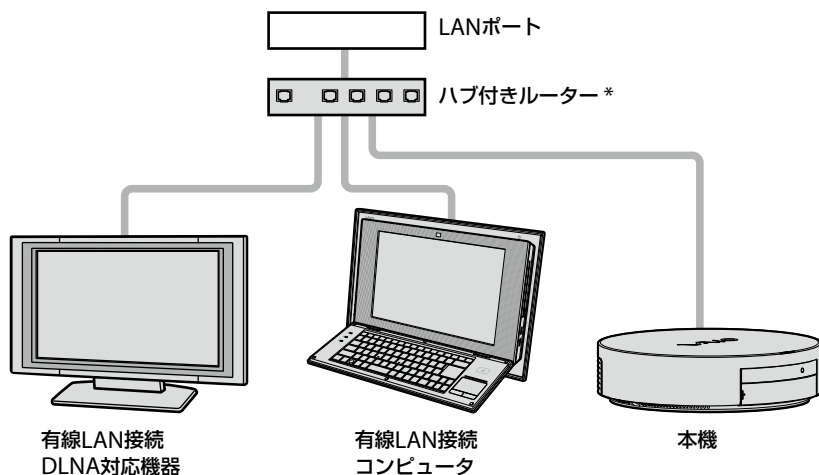 LANポート
ハブ付きルーター *
VAIO
有線LAN接続
DLNA対応機器
有線LAN接続
コンピュータ
本機